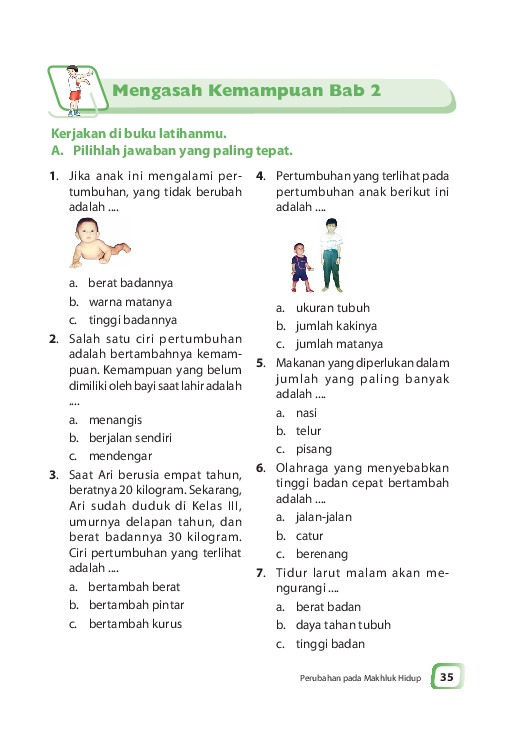 Mengasah Kemampuan Bab 2
Kerjakan di buku latihanmu.
A. Pilihlah jawaban yang paling tepat.
1. Jika anak ini mengalami per-
tumbuhan, yang tidak berubah
adalah ....
a. berat badannya
b. warna matanya
c. tinggi badannya
2. Salah satu ciri pertumbuhan
adalah bertambahnya kemam-
puan. Kemampuan yang belum
dimiliki oleh bayi saat lahir adalah
....
a. menangis
b. berjalan sendiri
c. mendengar
3. Saat Ari berusia empat tahun,
beratnya 20 kilogram. Sekarang,
Ari sudah duduk di Kelas III,
umurnya delapan tahun, dan
berat badannya 30 kilogram.
Ciri pertumbuhan yang terlihat
adalah ....
a. bertambah berat
b. bertambah pintar
c. bertambah kurus
4. Pertumbuhan yang terlihat pada
pertumbuhan anak berikut ini
adalah ....
a. ukuran tubuh
b. jumlah kakinya
c. jumlah matanya
5. Makanan yang diperlukan dalam
jumlah yang paling banyak
adalah ....
a. nasi
b. telur
c. pisang
6. Olahraga yang menyebabkan
tinggi badan cepat bertambah
adalah ....
a. jalan-jalan
b. catur
c. berenang
7. Tidur larut malam akan me-
ngurangi ....
a. berat badan
b. daya tahan tubuh
c. tinggi badan
Perubahan pada Makhluk Hidup 35